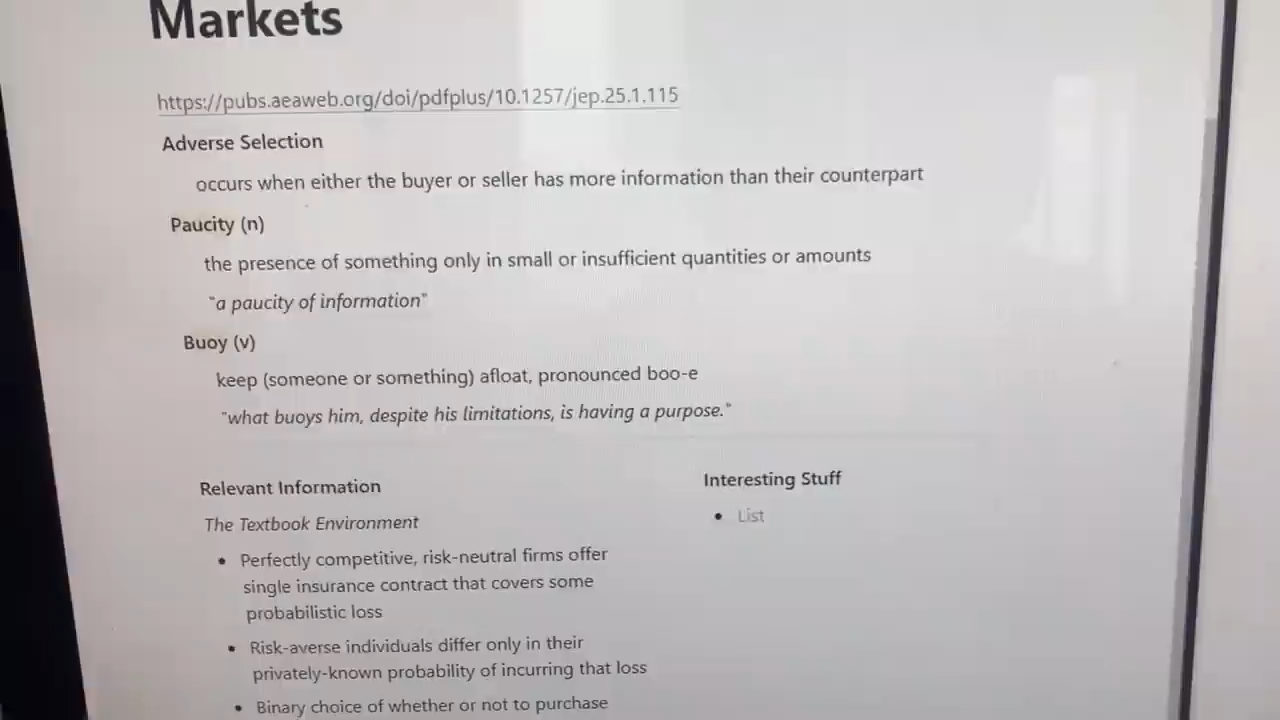 Markets
https://pubs.aeaweb.org/doi/pdfplus/10.1257/jep.25.1.115
Adverse Selection
occurs when either the buyer or seller has more information than their counterpart
Paucity (n)
the presence of something only in small or insufficient quantities or amounts
"a paucity of information"
Buoy (v)
keep (someone or something) afloat, pronounced boo-e
"what buoys him, despite his limitations, is having a purpose."
Relevant Information
The Textbook Environment
• Perfectly competitive, risk-neutral firms offer
single insurance contract that covers some
probabilistic loss
• Risk-averse individuals differ only in their
privately-known probability of incurring that loss
• Binary choice of whether or not to purchase
Interesting Stuff
• List